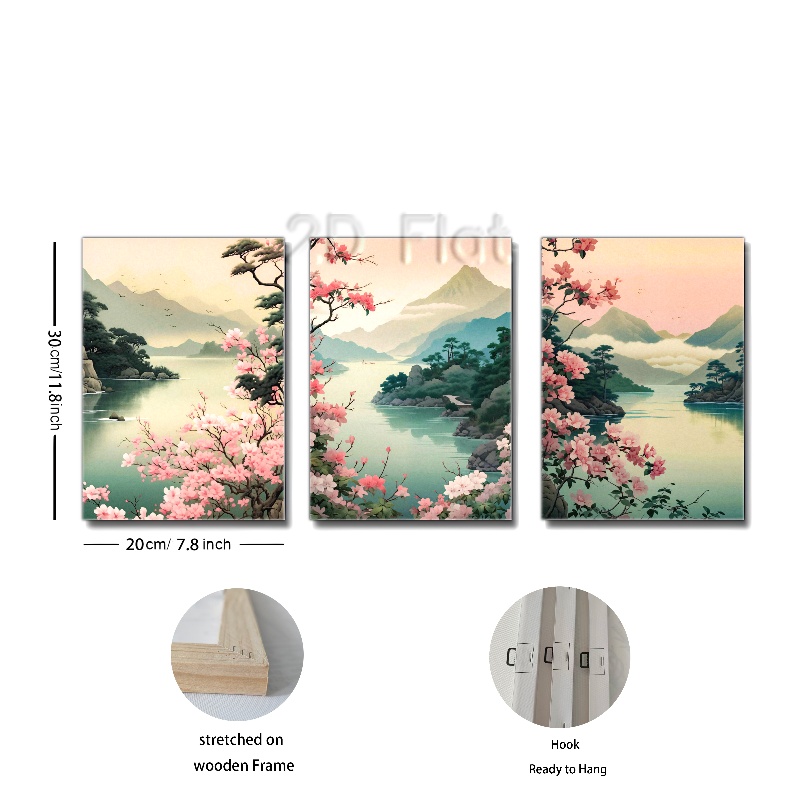 2D Flat
30cm/11.8inch
20cm/ 7.8 inch
stretched on
wooden Frame
Hook
Ready to Hang